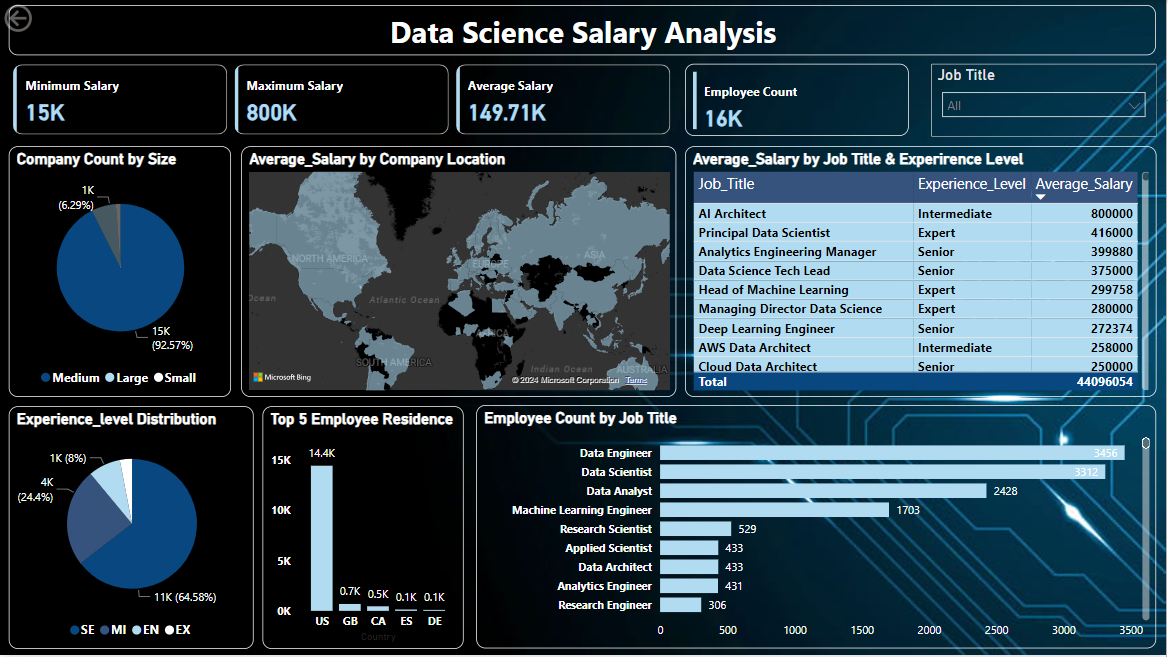 Data Science Salary Analysis
Minimum Salary
15K
Maximum Salary
800K
Average Salary
149.71K
Employee Count
16K
Job Title
All
Company Count by Size
1K
(6.29%)
15K
(92.57%)
Medium Large Small
Average_Salary by Company Location
NORTH AMERICA
EUROPE
ASIA
Ocean
Atlantic Ocean
AFRICA
SOUTH AMERICA
Indian Ocean
AUSTRALIA
Microsoft Bing
© 2024 Microsoft Corporation Terms
Average_Salary by Job Title & Experirence Level
Job_Title Experience_Level Average_Salary
AI Architect Intermediate 800000
Principal Data Scientist Expert 416000
Analytics Engineering Manager Senior 399880
Data Science Tech Lead Senior 375000
Head of Machine Learning Expert 299758
Managing Director Data Science Expert 280000
Deep Learning Engineer Senior 272374
AWS Data Architect Intermediate 258000
Cloud Data Architect Senior 250000
Total 44096054
Experience_level Distribution
1K (8%)
4K
(24.4%)
11K (64.58%)
SE MI EN EX
Top 5 Employee Residence
15K
10K
5K
0K
14.4K
0.7K
0.5K
0.1K
0.1K
US GB CA ES DE
Country
Employee Count by Job Title
Data Engineer 3456
Data Scientist 3312
Data Analyst 2428
Machine Learning Engineer 1703
Research Scientist 529
Applied Scientist 433
Data Architect 433
Analytics Engineer 431
Research Engineer 306
0 500 1000 1500 2000 2500 3000 3500